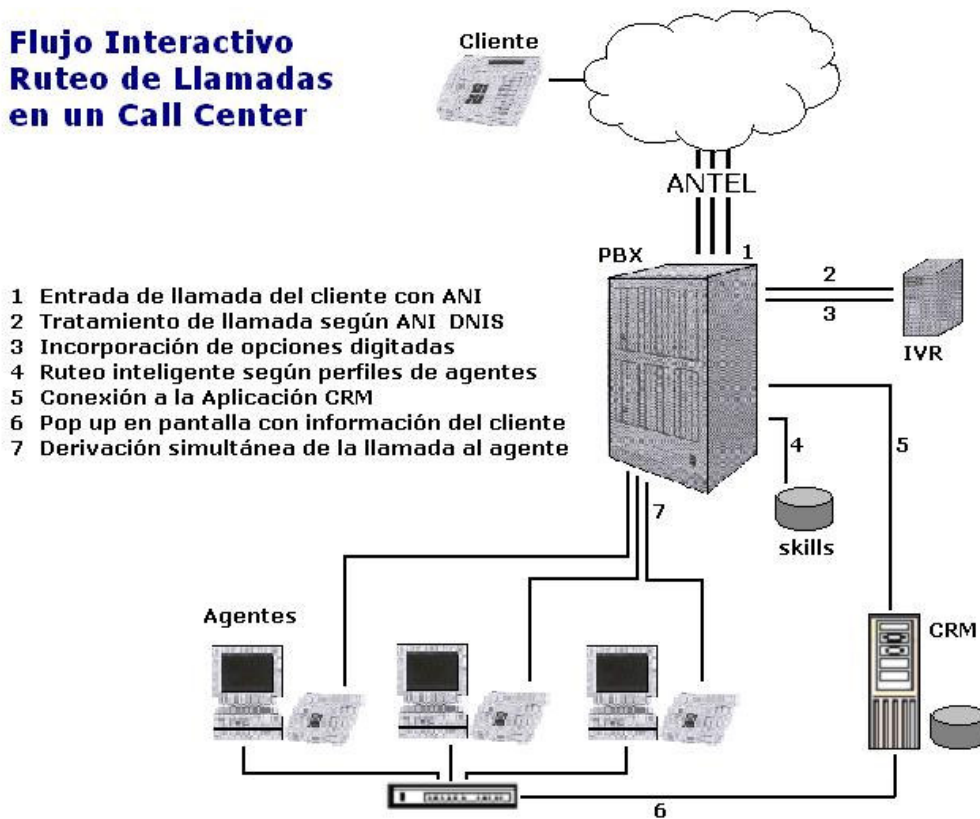 Flujo Interactivo
Ruteo de Llamadas
en un Call Center
Cliente
ANTEL
PBX
1
2
3
IVR
1 Entrada de llamada del cliente con ANI
2 Tratamiento de llamada según ANI DNIS
3 Incorporación de opciones digitadas
4 Ruteo inteligente según perfiles de agentes
5 Conexión a la Aplicación CRM
6 Pop up en pantalla con información del cliente
7 Derivación simultánea de la llamada al agente
4
5
7
skills
Agentes
CRM
6